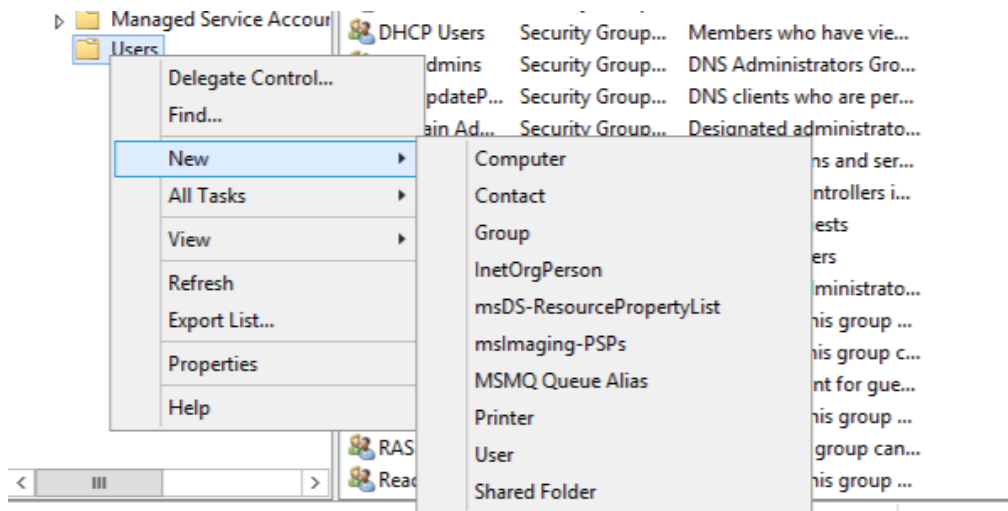 Managed Service Accour
Users
DHCP Users Security Group... Members who have vie...
dmins Security Group... DNS Administrators Gro...
pdateP... Security Group... DNS clients who are per...
ain Ad... Security Group... Designated administrato...
Delegate Control...
Find...
New
All Tasks
View
Refresh
Export List...
Properties
Help
Computer
Contact
Group
InetOrgPerson
msDS-ResourcePropertyList
msImaging-PSPs
MSMQ Queue Alias
Printer
User
Shared Folder
ns and ser...
ntrollers i...
ests
ers
ministrato...
his group ...
his group c...
nt for gue...
his group ...
RAS group can...
Read his group ...